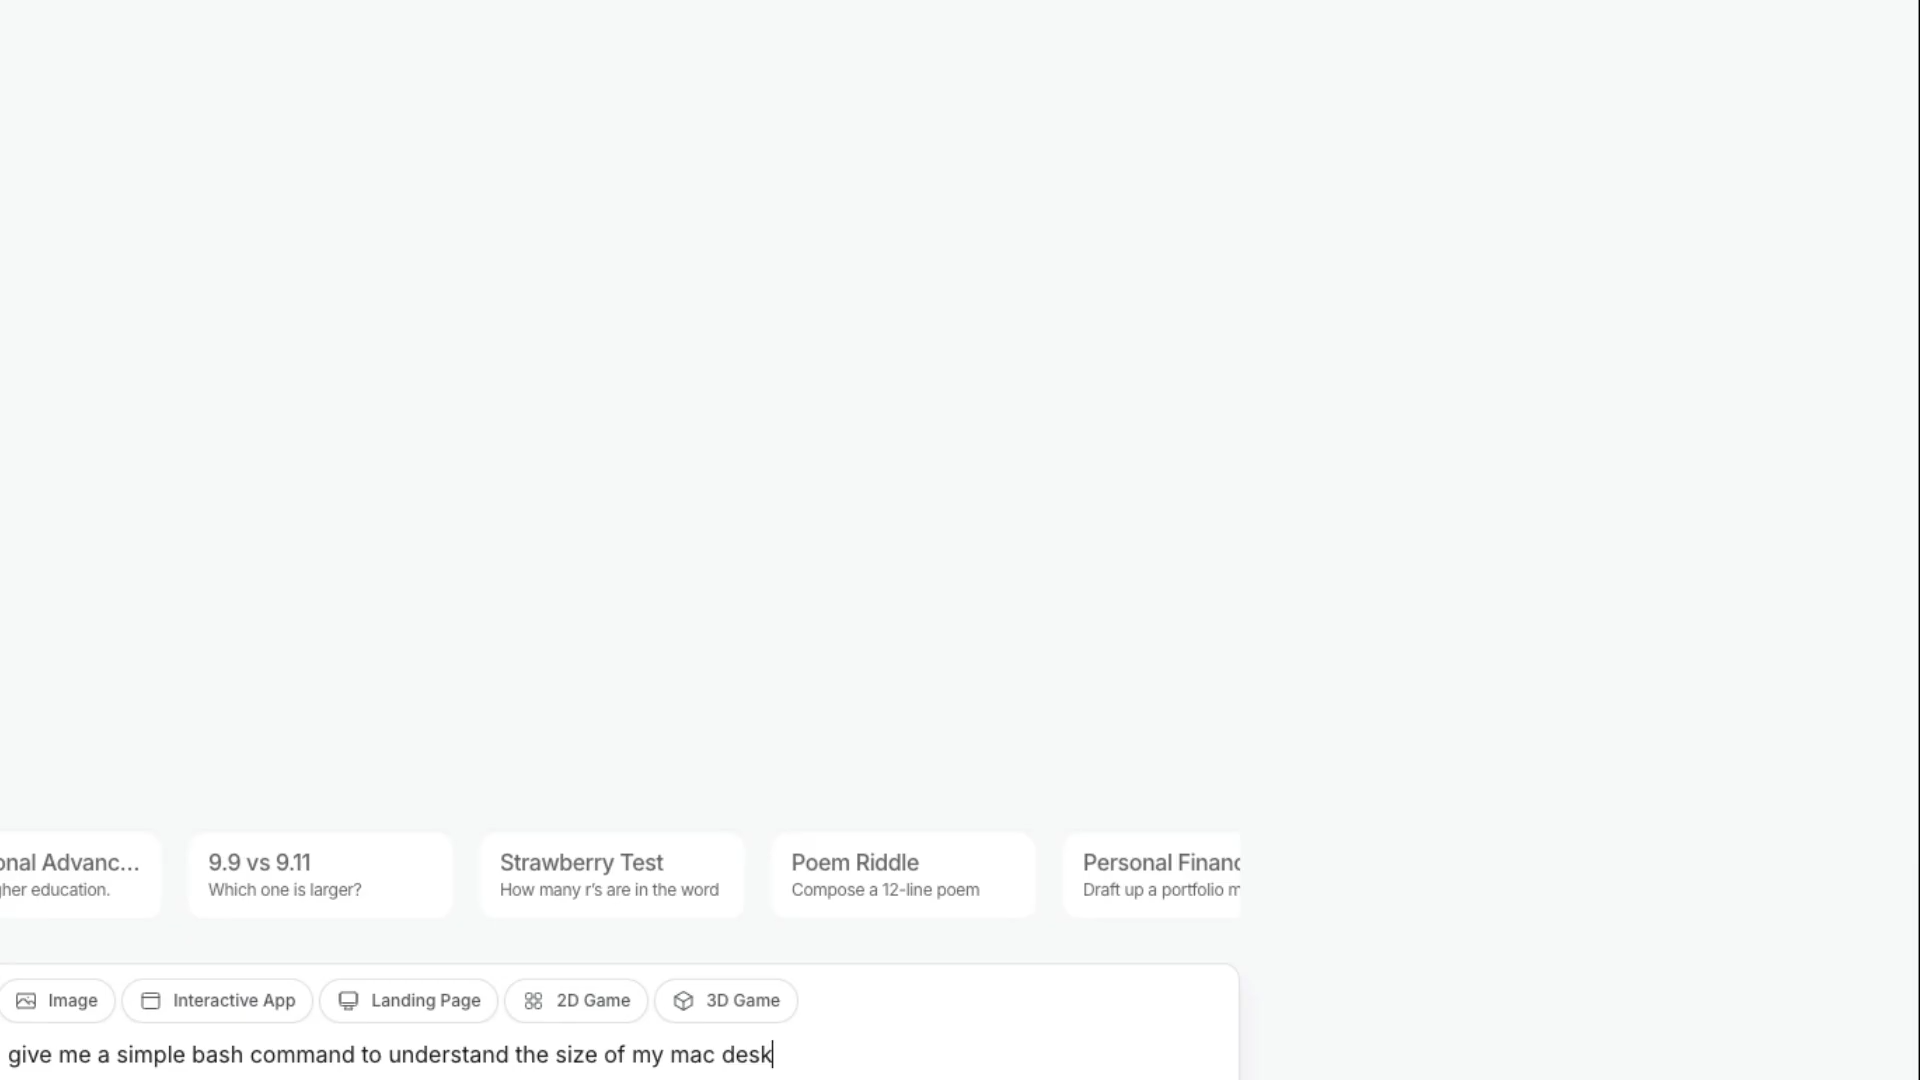 onal Advanc...
her education.
9.9 vs 9.11
Which one is larger?
Strawberry Test
How many r's are in the word
Poem Riddle
Compose a 12-line poem
Personal Financ
Draft up a portfolio m
Image
Interactive App
Landing Page
2D Game
3D Game
give me a simple bash command to understand the size of my mac desk